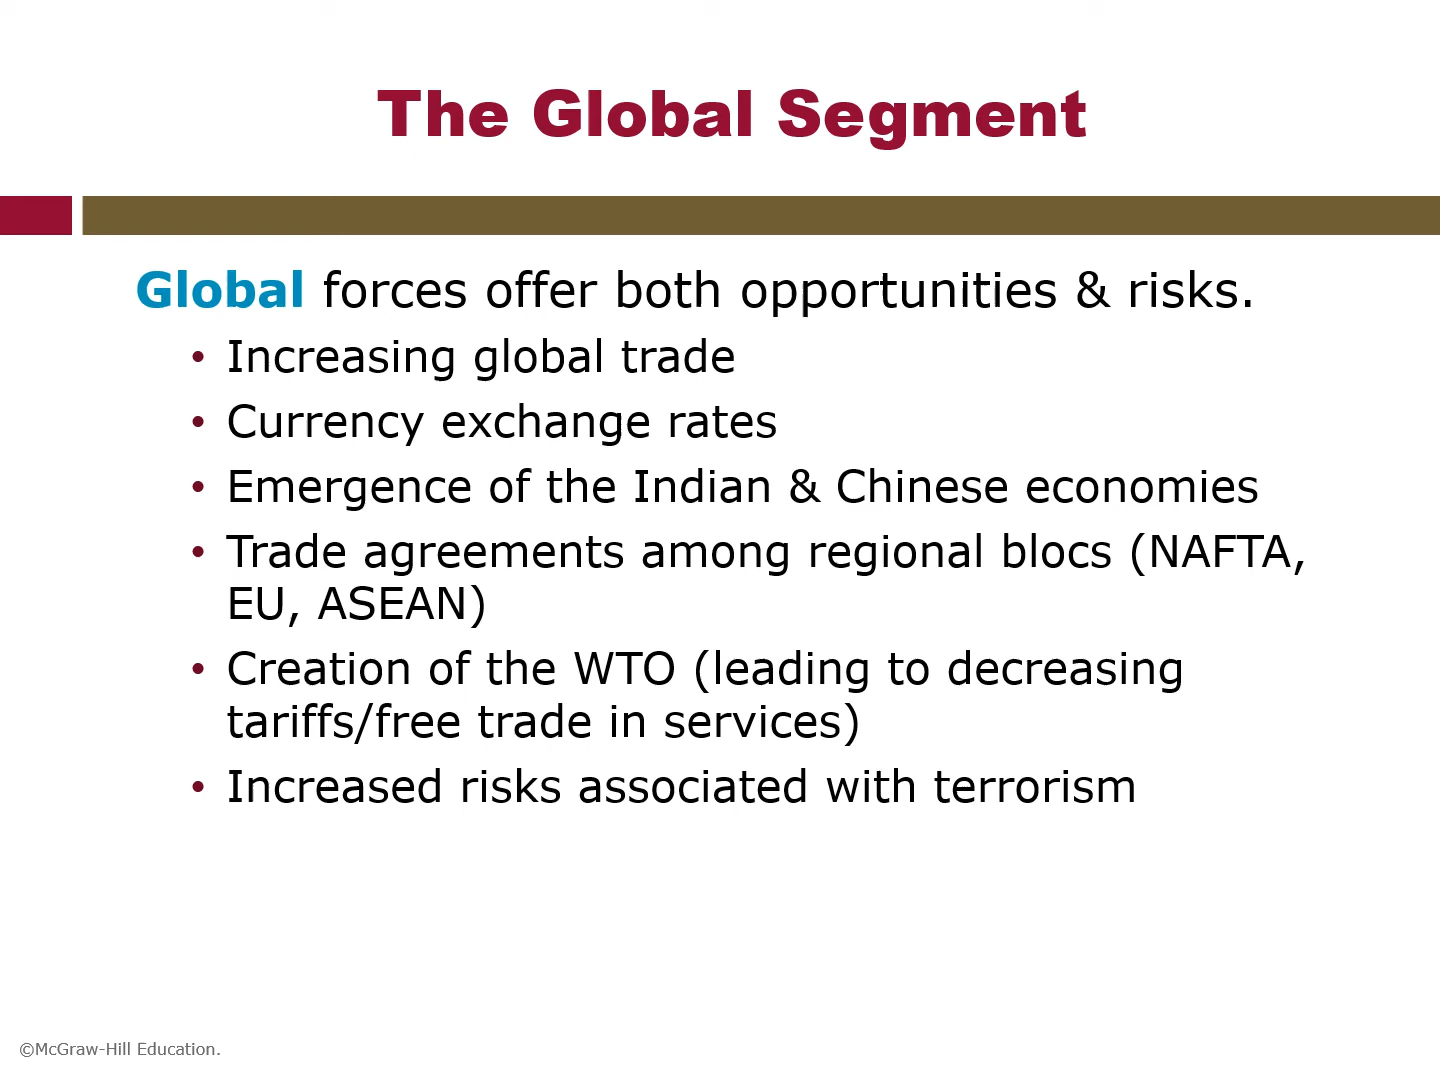 The Global Segment
Global forces offer both opportunities & risks.
• Increasing global trade
• Currency exchange rates
• Emergence of the Indian & Chinese economies
• Trade agreements among regional blocs (NAFTA,
EU, ASEAN)
• Creation of the WTO (leading to decreasing
tariffs/free trade in services)
• Increased risks associated with terrorism
©McGraw-Hill Education.